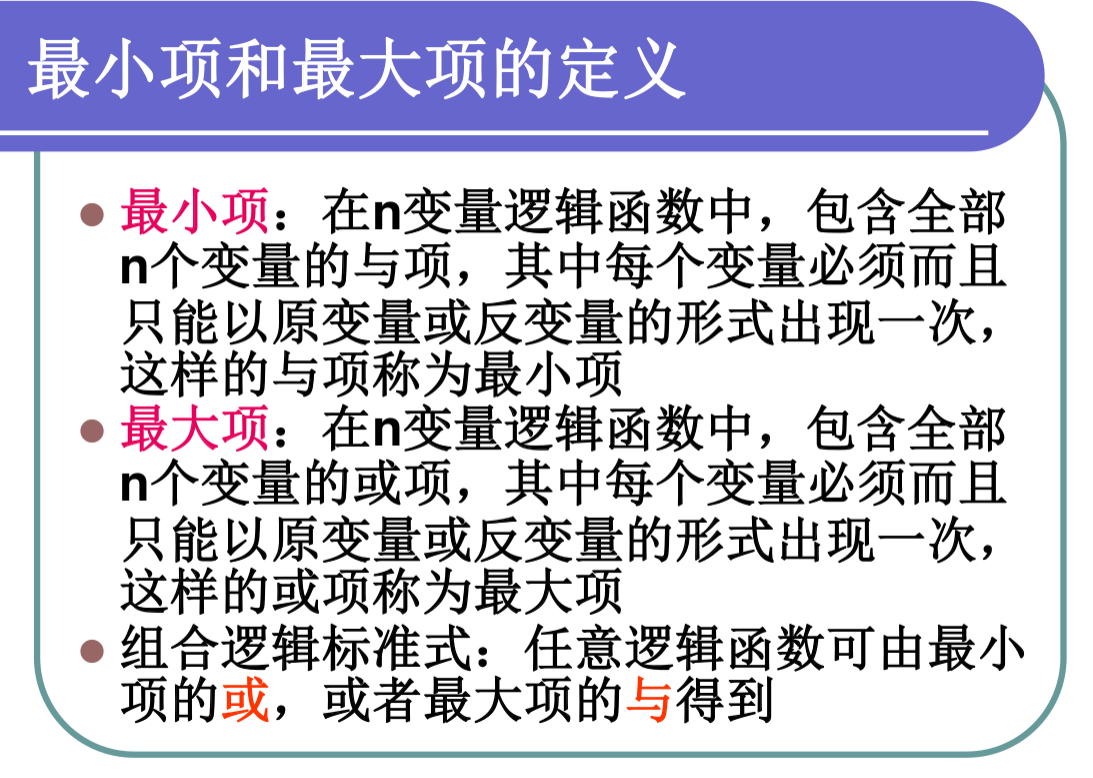 最小项和最大项的定义
最小项：在n变量逻辑函数中，包含全部
n个变量的与项，其中每个变量必须而且
只能以原变量或反变量的形式出现一次，
这样的与项称为最小项
最大项：在n变量逻辑函数中，包含全部
n个变量的或项，其中每个变量必须而且
只能以原变量或反变量的形式出现一次，
这样的或项称为最大项
组合逻辑标准式：任意逻辑函数可由最小
项的或，或者最大项的与得到